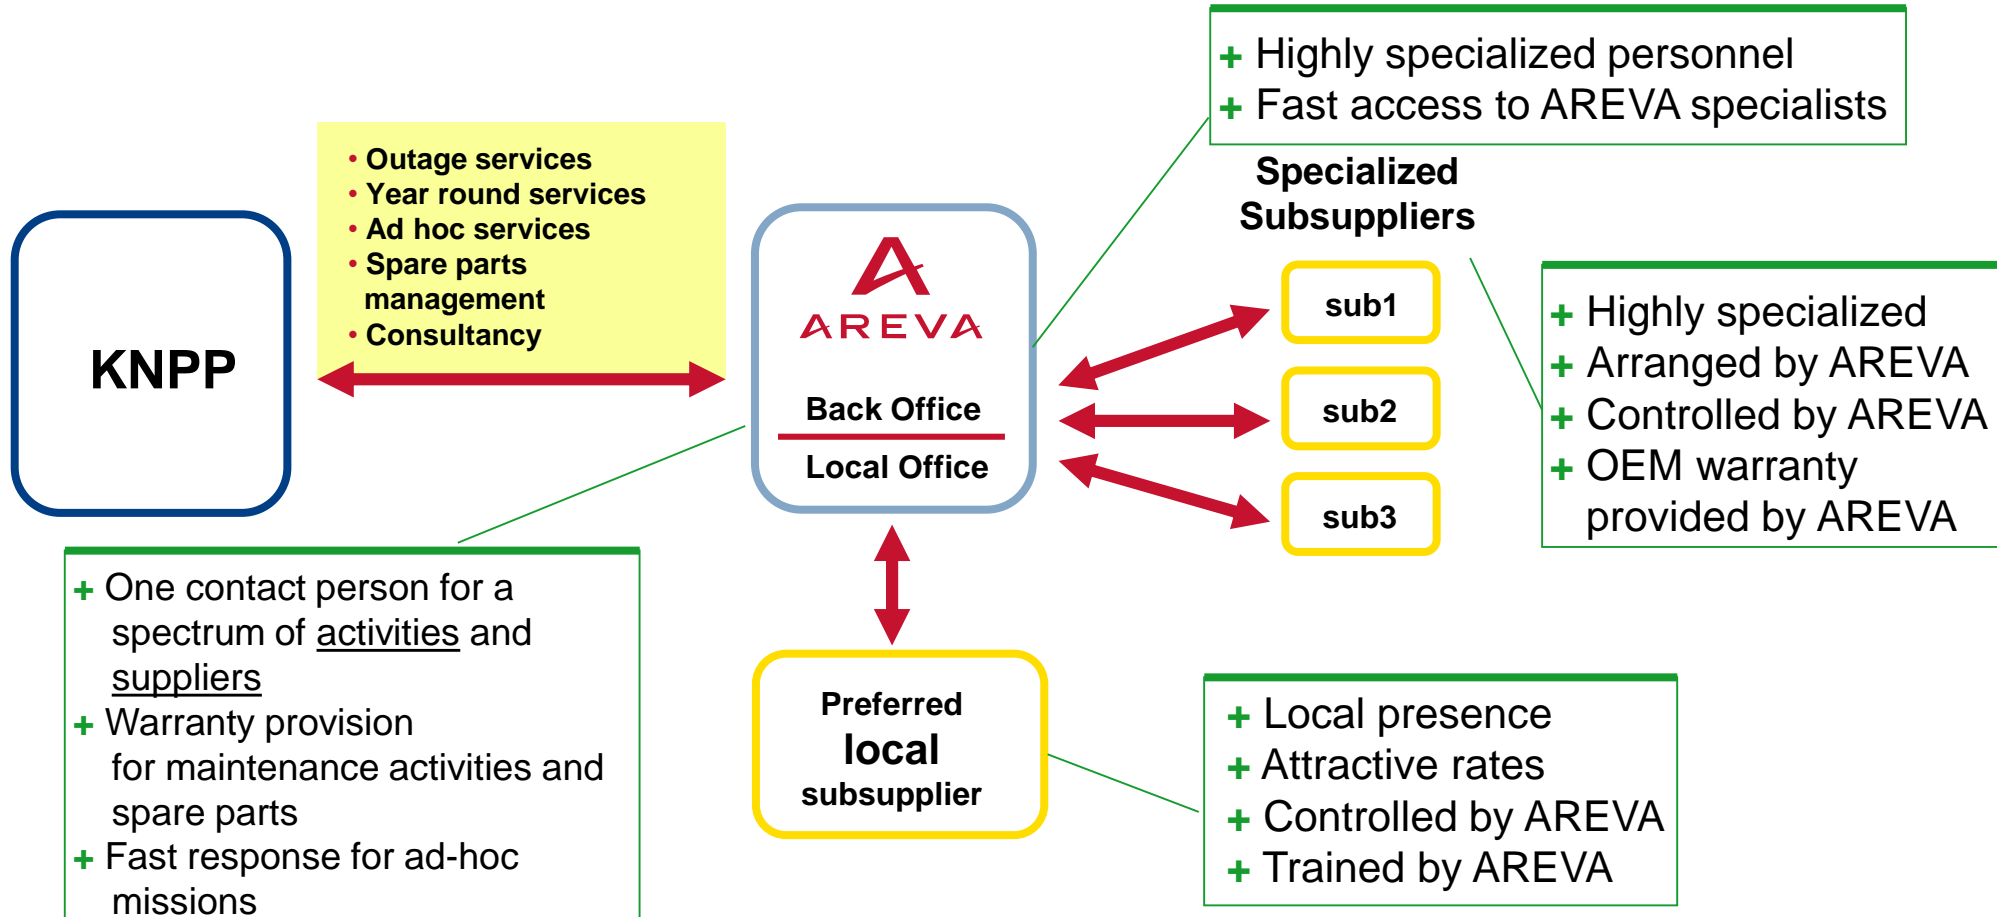 + Highly specialized personnel
+ Fast access to AREVA specialists
• Outage services
• Year round services
• Ad hoc services
• Spare parts
management
• Consultancy
KNPP
AREVA
Back Office
Local Office
Specialized
Subsuppliers
sub1
sub2
sub3
+ Highly specialized
+ Arranged by AREVA
+ Controlled by AREVA
+ OEM warranty
provided by AREVA
+ One contact person for a
spectrum of activities and
suppliers
+ Warranty provision
for maintenance activities and
spare parts
+ Fast response for ad-hoc
missions
Preferred
local
subsupplier
+ Local presence
+ Attractive rates
+ Controlled by AREVA
+ Trained by AREVA